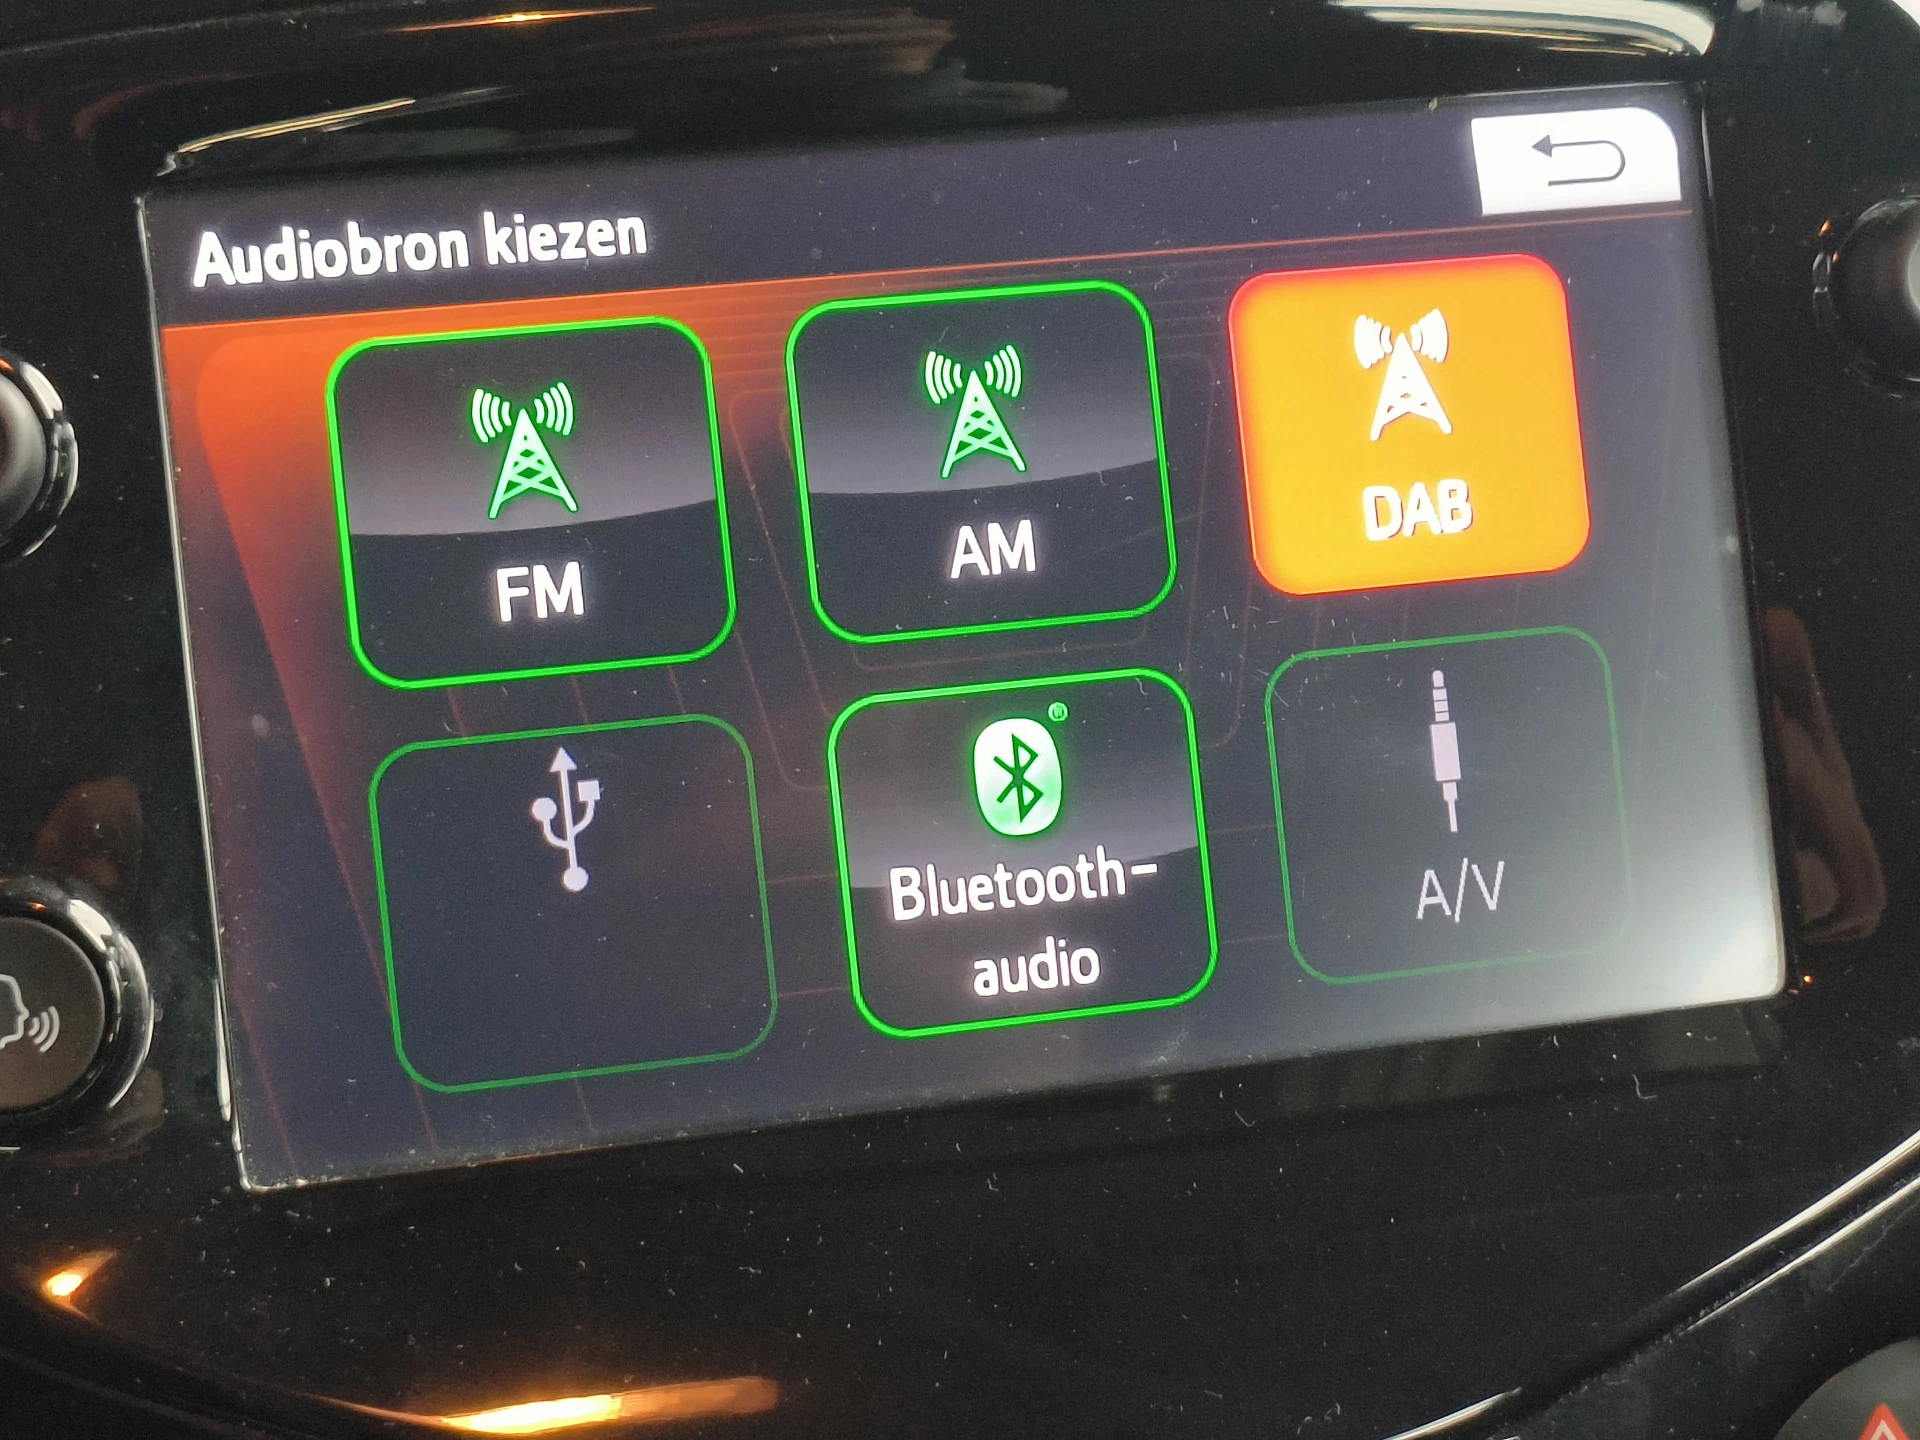 Audiobron kiezen
FM
AM
DAB
Bluetooth-
audio
A/V